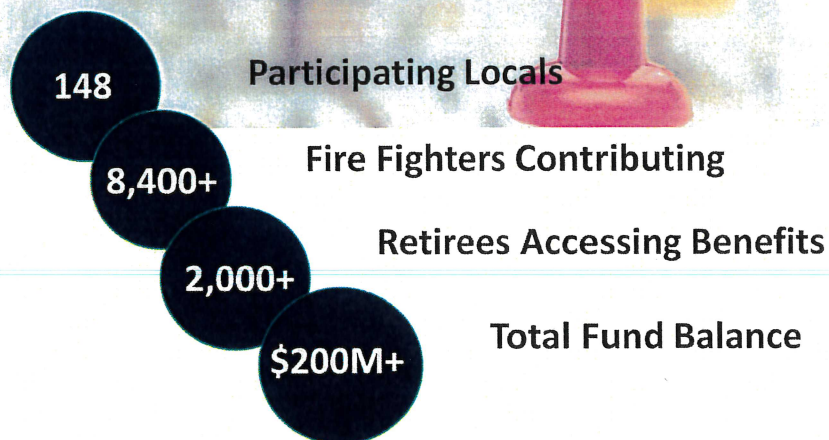 148
Participating Locals
8,400+
Fire Fighters Contributing
2,000+
Retirees Accessing Benefits
$200M+
Total Fund Balance